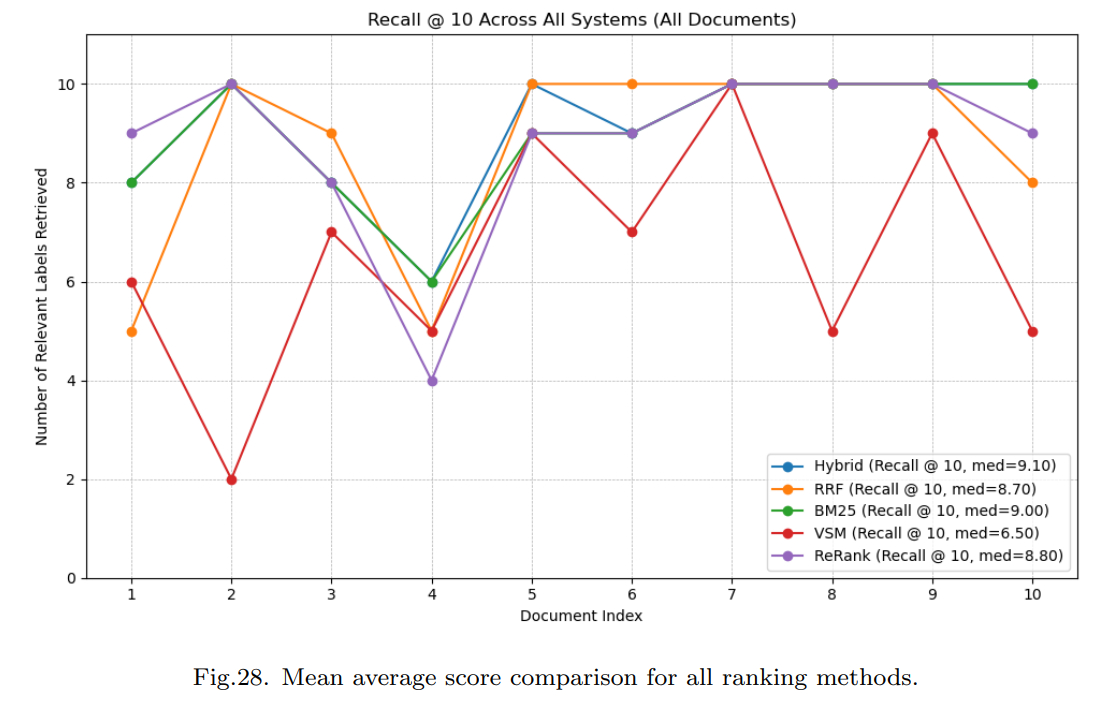 Recall @ 10 Across All Systems (All Documents)
Number of Relevant Labels Retrieved
10
8
6
4
2
0
Hybrid (Recall @ 10, med=9.10)
RRF (Recall @ 10, med=8.70)
BM25 (Recall @ 10, med=9.00)
VSM (Recall @ 10, med=6.50)
ReRank (Recall @ 10, med=8.80)
1 2 3 4 5 6 7 8 9 10
Document Index
Fig.28. Mean average score comparison for all ranking methods.